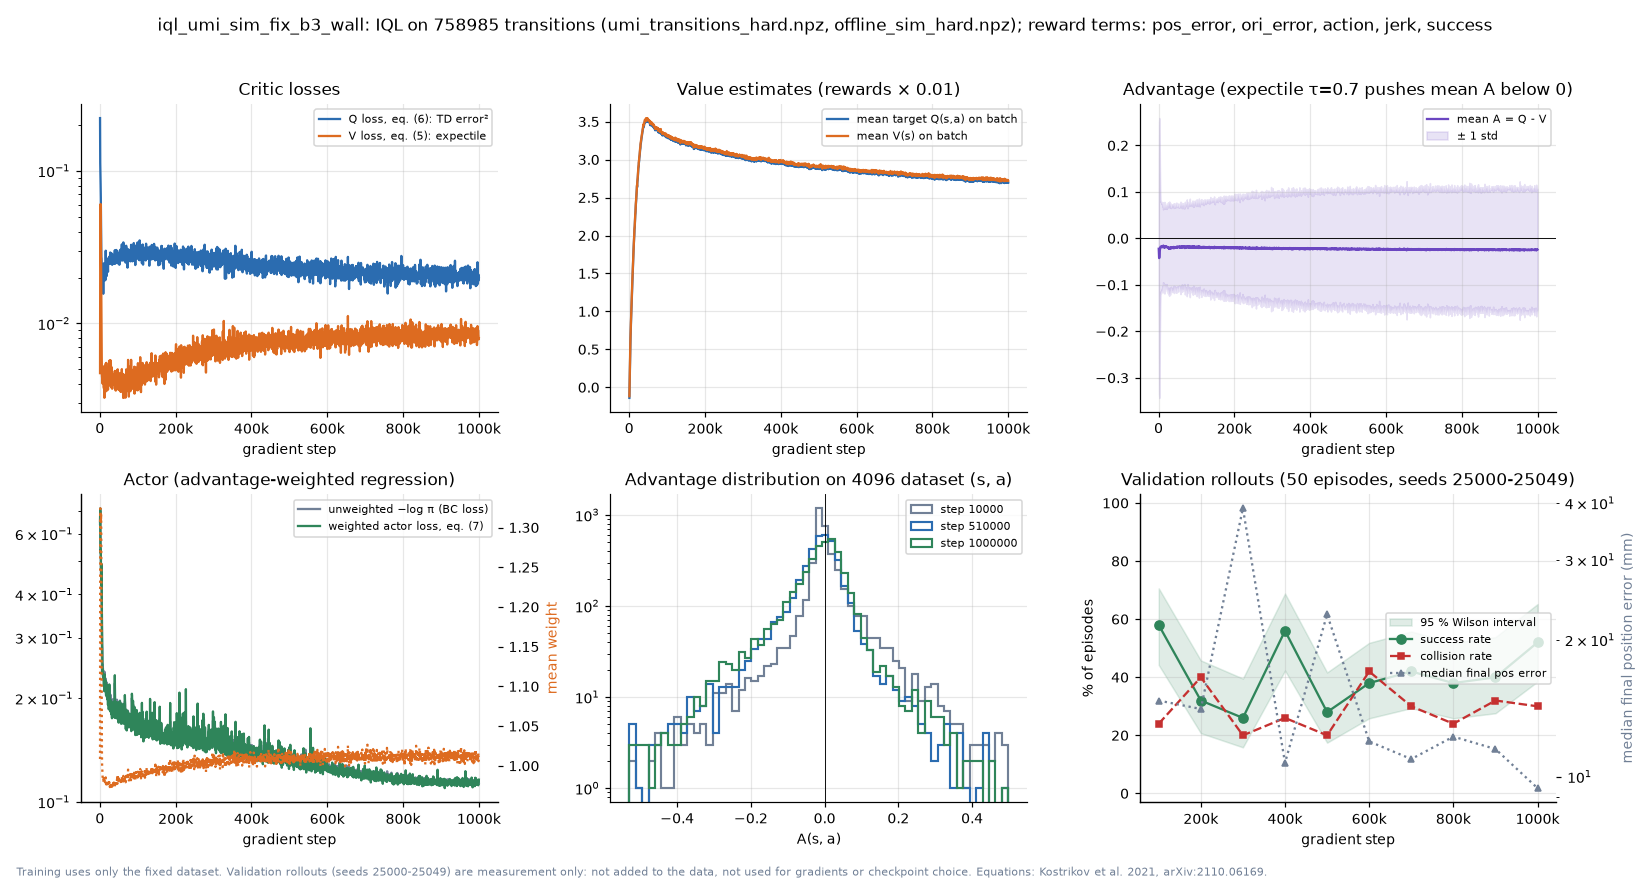 iql_umi_sim_fix_b3_wall: IQL on 758985 transitions (umi_transitions_hard.npz, offline_sim_hard.npz); reward terms: pos_error, ori_error, action, jerk, success
Critic losses
Q loss, eq. (6): TD error²
V loss, eq. (5): expectile
10⁻¹
10⁻²
0
200k
400k
600k
800k
1000k
gradient step
Value estimates (rewards × 0.01)
mean target Q(s,a) on batch
mean V(s) on batch
3.5
3.0
2.5
2.0
1.5
1.0
0.5
0.0
0
200k
400k
600k
800k
1000k
gradient step
Advantage (expectile τ=0.7 pushes mean A below 0)
mean A = Q - V
± 1 std
0.2
0.1
0.0
−0.1
−0.2
−0.3
0
200k
400k
600k
800k
1000k
gradient step
Actor (advantage-weighted regression)
unweighted −log π (BC loss)
weighted actor loss, eq. (7)
6 × 10⁻¹
4 × 10⁻¹
3 × 10⁻¹
2 × 10⁻¹
10⁻¹
1.30
1.25
1.20
1.15
1.10
1.05
1.00
mean weight
0
200k
400k
600k
800k
1000k
gradient step
Advantage distribution on 4096 dataset (s, a)
step 10000
step 510000
step 1000000
10³
10²
10¹
10⁰
−0.4
−0.2
0.0
0.2
0.4
A(s, a)
Validation rollouts (50 episodes, seeds 25000-25049)
95 % Wilson interval
success rate
collision rate
median final pos error
% of episodes
100
80
60
40
20
0
4 × 10¹
3 × 10¹
2 × 10¹
10¹
median final position error (mm)
200k
400k
600k
800k
1000k
gradient step
Training uses only the fixed dataset. Validation rollouts (seeds 25000-25049) are measurement only: not added to the data, not used for gradients or checkpoint choice. Equations: Kostrikov et al. 2021, arXiv:2110.06169.